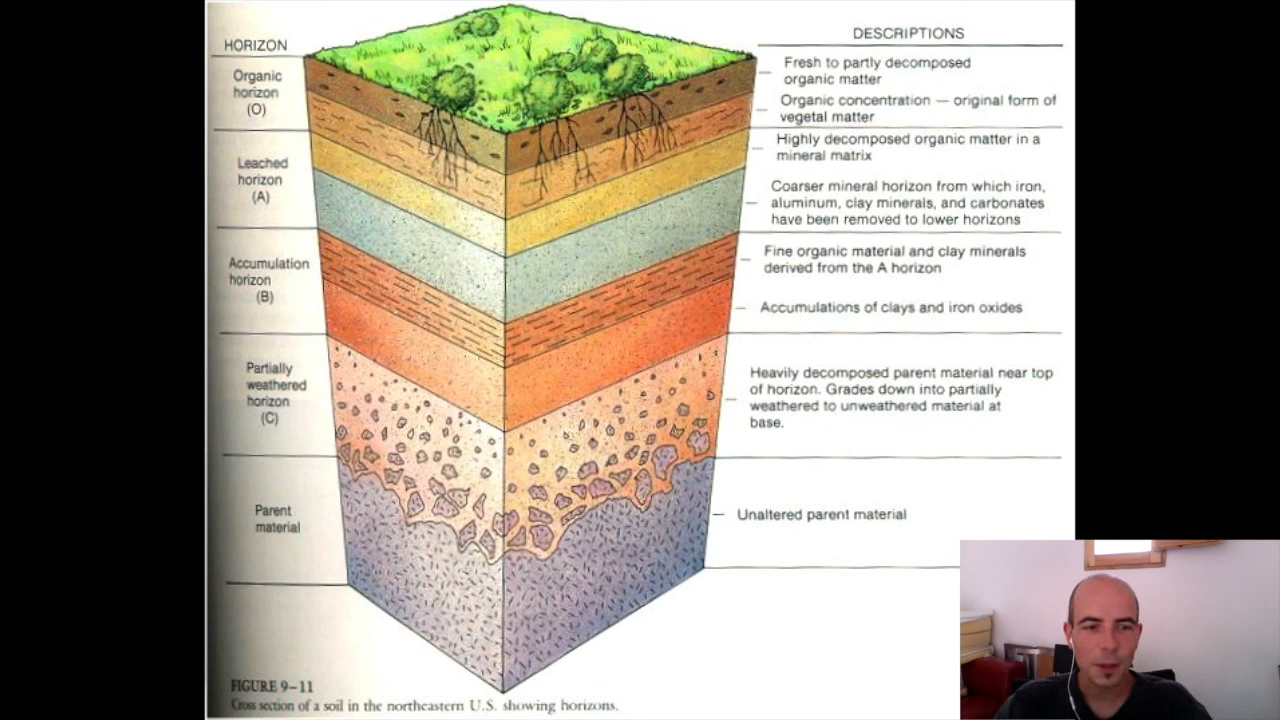 HORIZON
Organic
horizon
(O)
Leached
horizon
(A)
Accumulation
horizon
(B)
Partially
weathered
horizon
(C)
Parent
material
DESCRIPTIONS
Fresh to partly decomposed
organic matter
Organic concentration — original form of
vegetal matter
Highly decomposed organic matter in a
mineral matrix
Coarser mineral horizon from which iron,
aluminum, clay minerals, and carbonates
have been removed to lower horizons
Fine organic material and clay minerals
derived from the A horizon
Accumulations of clays and iron oxides
Heavily decomposed parent material near top
of horizon. Grades down into partially
weathered to unweathered material at
base.
Unaltered parent material
FIGURE 9–11
Cross section of a soil in the northeastern U.S. showing horizons.